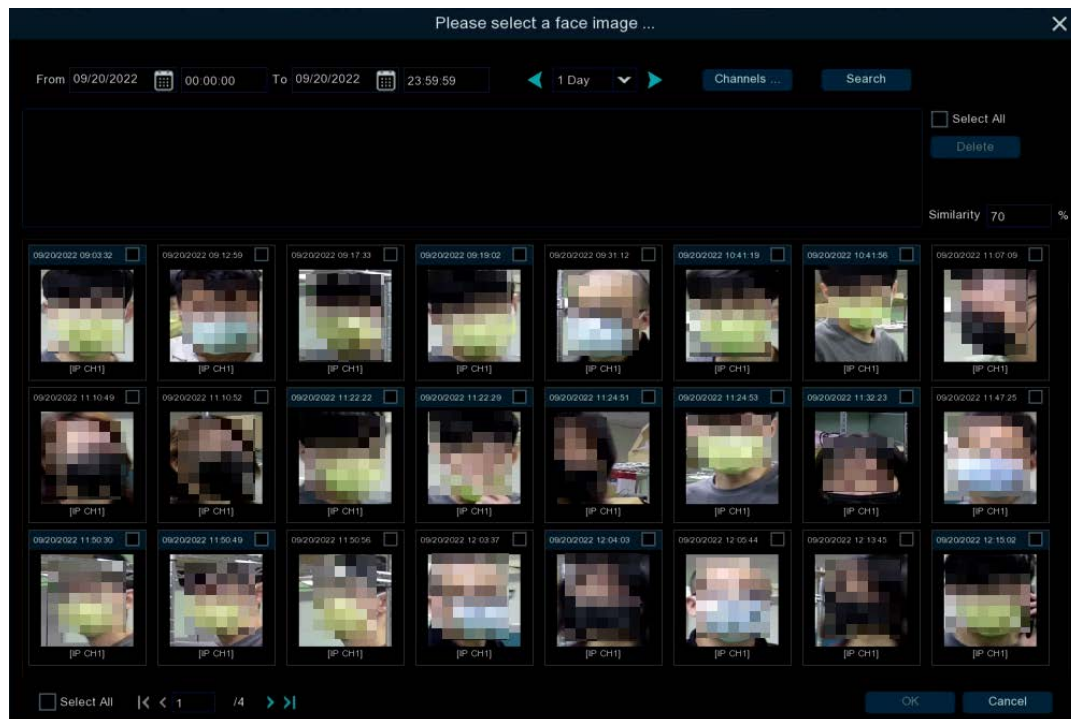 Please select a face image ...
From 09/20/2022 00:00:00 To 09/20/2022 23:59:59 1 Day Channels ... Search
Select All
Delete
Similarity 70 %
09/20/2022 09:03:32 09/20/2022 09:12:59 09/20/2022 09:17:33 09/20/2022 09:19:02 09/20/2022 09:31:12 09/20/2022 10:41:19 09/20/2022 10:41:56 09/20/2022 11:07:09
[IP CH1] [IP CH1] [IP CH1] [IP CH1] [IP CH1] [IP CH1] [IP CH1] [IP CH1]
09/20/2022 11:10:49 09/20/2022 11:10:52 09/20/2022 11:22:22 09/20/2022 11:22:29 09/20/2022 11:24:51 09/20/2022 11:24:53 09/20/2022 11:32:23 09/20/2022 11:47:25
[IP CH1] [IP CH1] [IP CH1] [IP CH1] [IP CH1] [IP CH1] [IP CH1] [IP CH1]
09/20/2022 11:50:30 09/20/2022 11:50:49 09/20/2022 11:50:56 09/20/2022 12:03:37 09/20/2022 12:04:03 09/20/2022 12:05:44 09/20/2022 12:13:45 09/20/2022 12:15:02
[IP CH1] [IP CH1] [IP CH1] [IP CH1] [IP CH1] [IP CH1] [IP CH1] [IP CH1]
Select All 1 /4 OK Cancel